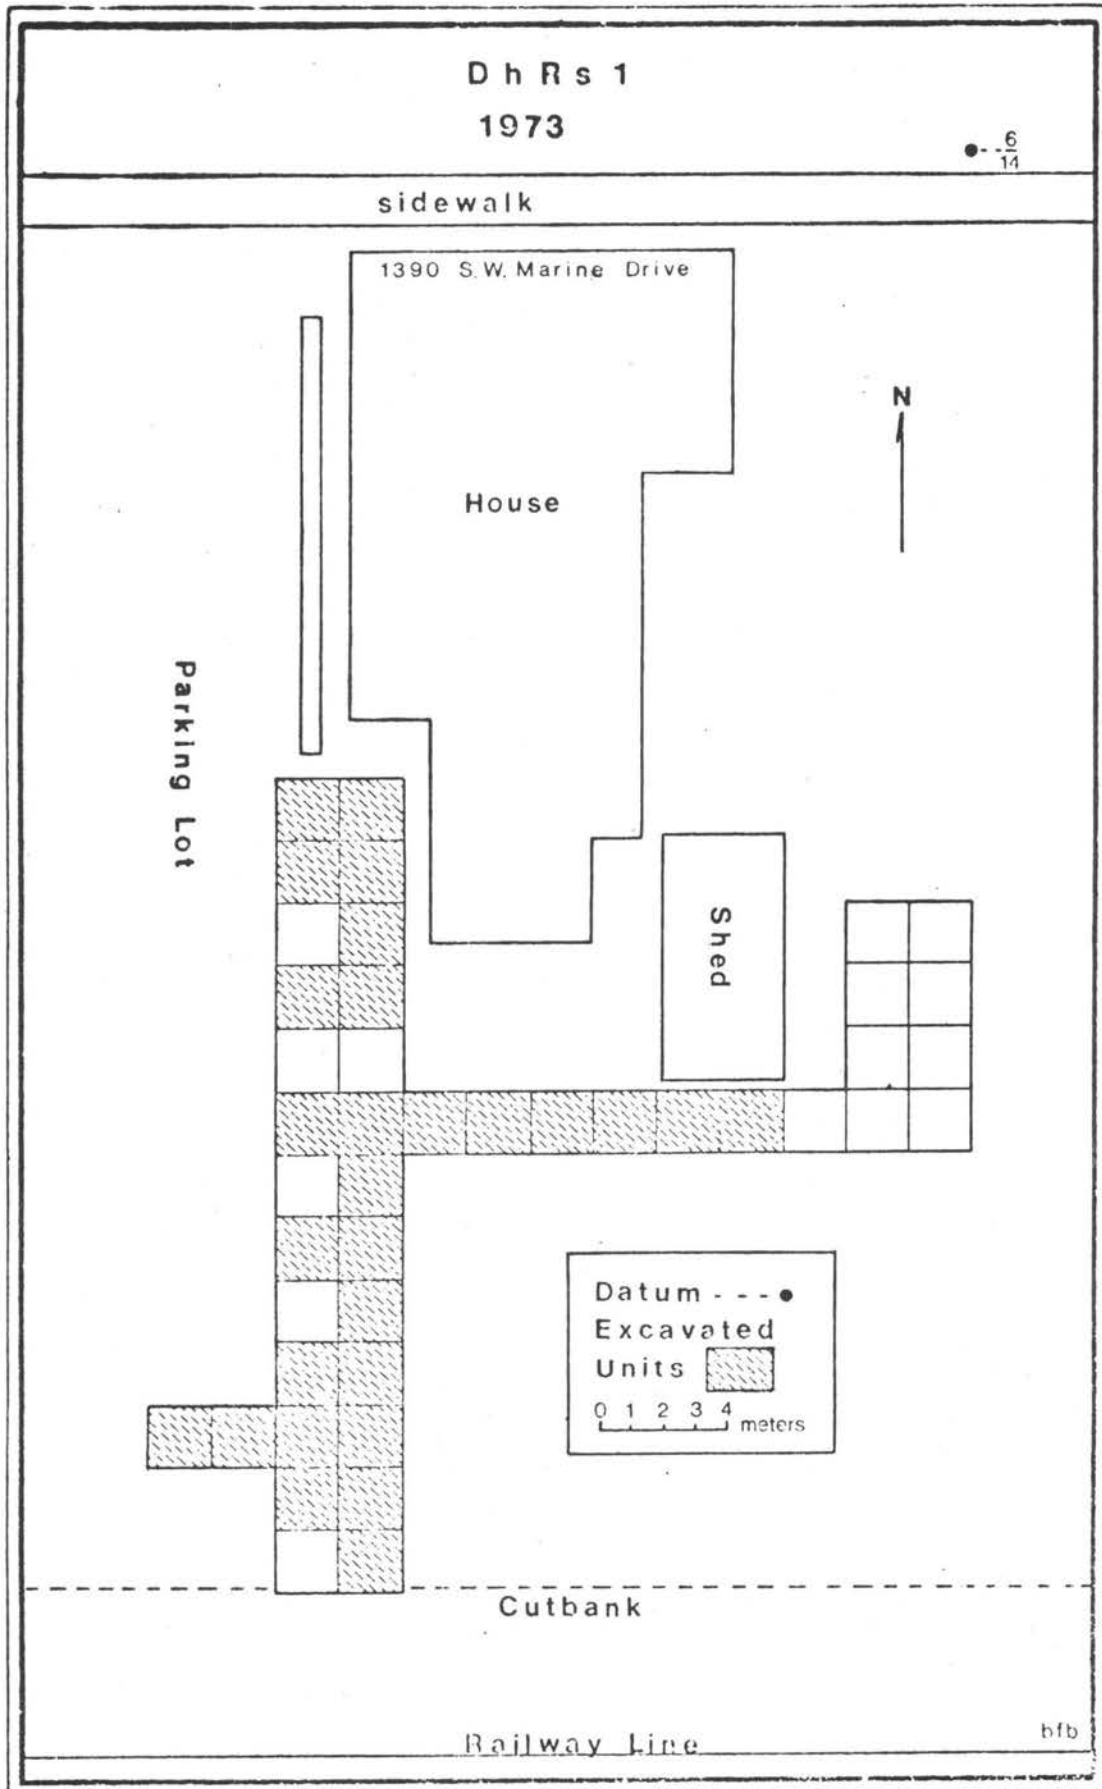 DhRs 1
1973
6
14
sidewalk
1390 S.W. Marine Drive
N
House
Parking Lot
Shed
Datum - - - ●
Excavated
Units
0 1 2 3 4 meters
Cutbank
Railway Line
bfb